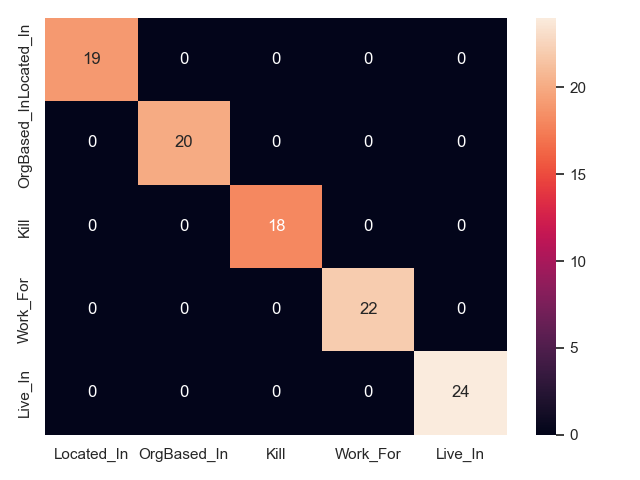 Located_In
19 0 0 0 0
OrgBased_In
0 20 0 0 0
Kill
0 0 18 0 0
Work_For
0 0 0 22 0
Live_In
0 0 0 0 24
Located_In OrgBased_In Kill Work_For Live_In
20
15
10
5
0